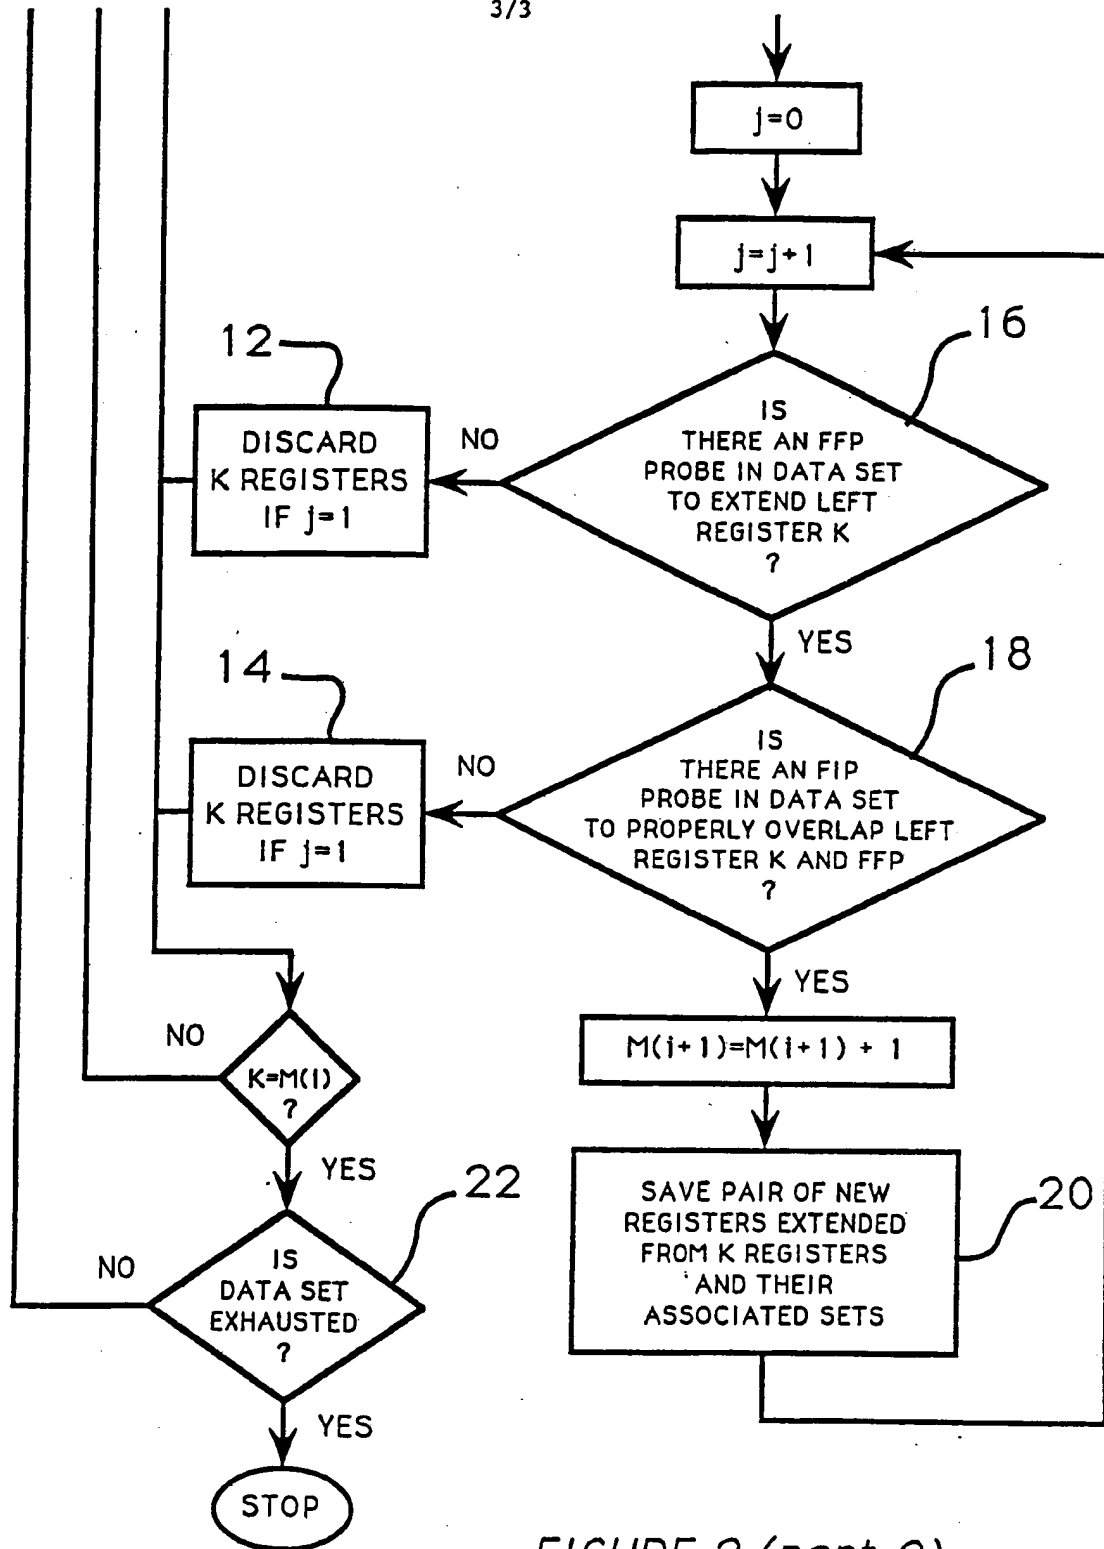 3/3
j=0
j=j+1
16
12
IS
THERE AN FFP
PROBE IN DATA SET
TO EXTEND LEFT
REGISTER K
?
NO
DISCARD
K REGISTERS
IF j=1
YES
18
14
IS
THERE AN FIP
PROBE IN DATA SET
TO PROPERLY OVERLAP LEFT
REGISTER K AND FFP
?
NO
DISCARD
K REGISTERS
IF j=1
YES
M(i+1)=M(i+1) + 1
NO
K=M(I)
?
YES
22
SAVE PAIR OF NEW
REGISTERS EXTENDED
FROM K REGISTERS
AND THEIR
ASSOCIATED SETS
20
NO
IS
DATA SET
EXHAUSTED
?
YES
STOP